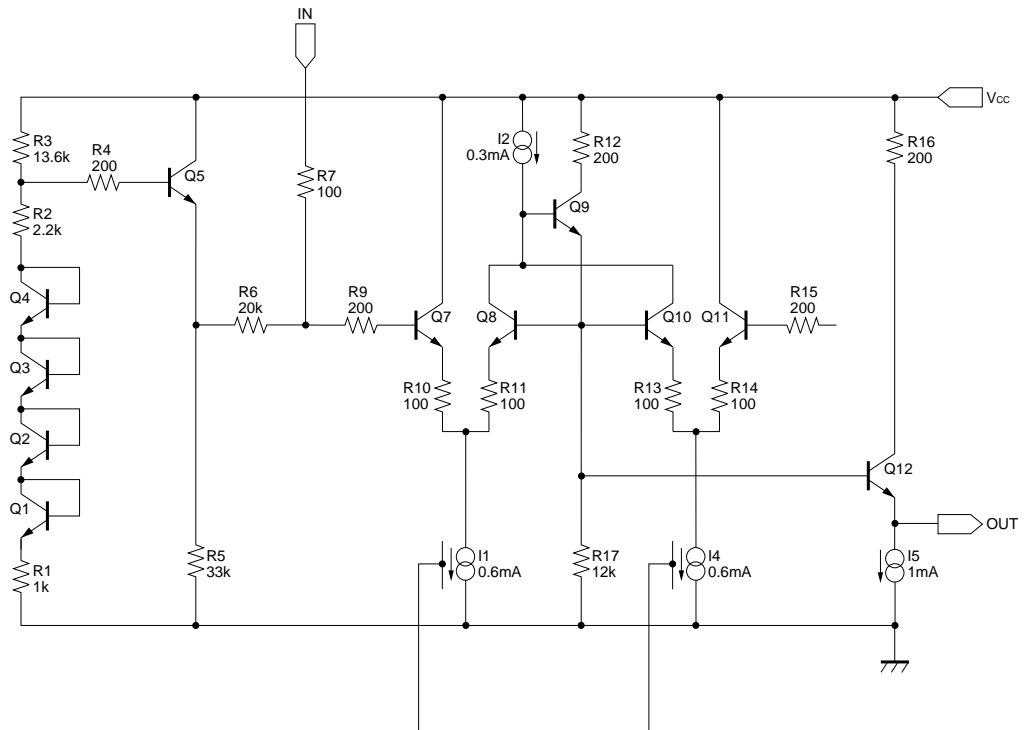 IN
VCC
R3
13.6k
R4
200
Q5
R7
100
I2
0.3mA
R12
200
R16
200
Q9
R2
2.2k
Q4
R6
20k
R9
200
Q7
Q8
Q10
Q11
R15
200
Q3
R10
100
R11
100
R13
100
R14
100
Q2
Q12
Q1
OUT
R1
1k
R5
33k
I1
0.6mA
R17
12k
I4
0.6mA
I5
1mA